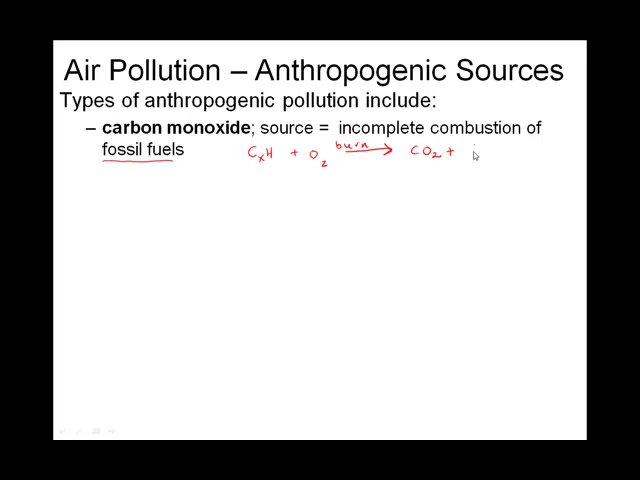 Air Pollution – Anthropogenic Sources
Types of anthropogenic pollution include:
– carbon monoxide; source = incomplete combustion of
fossil fuels CₓH + O₂ burn → CO₂ +